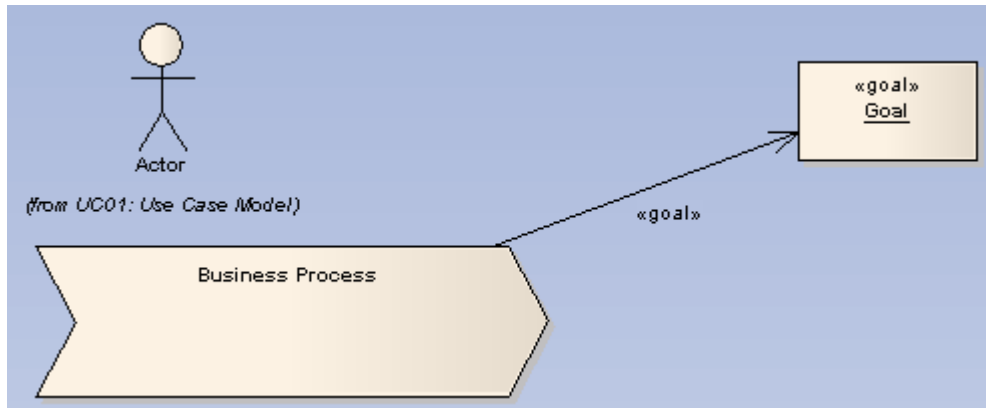 «goal»
Goal
Actor
(from UC01: Use Case Model)
«goal»
Business Process